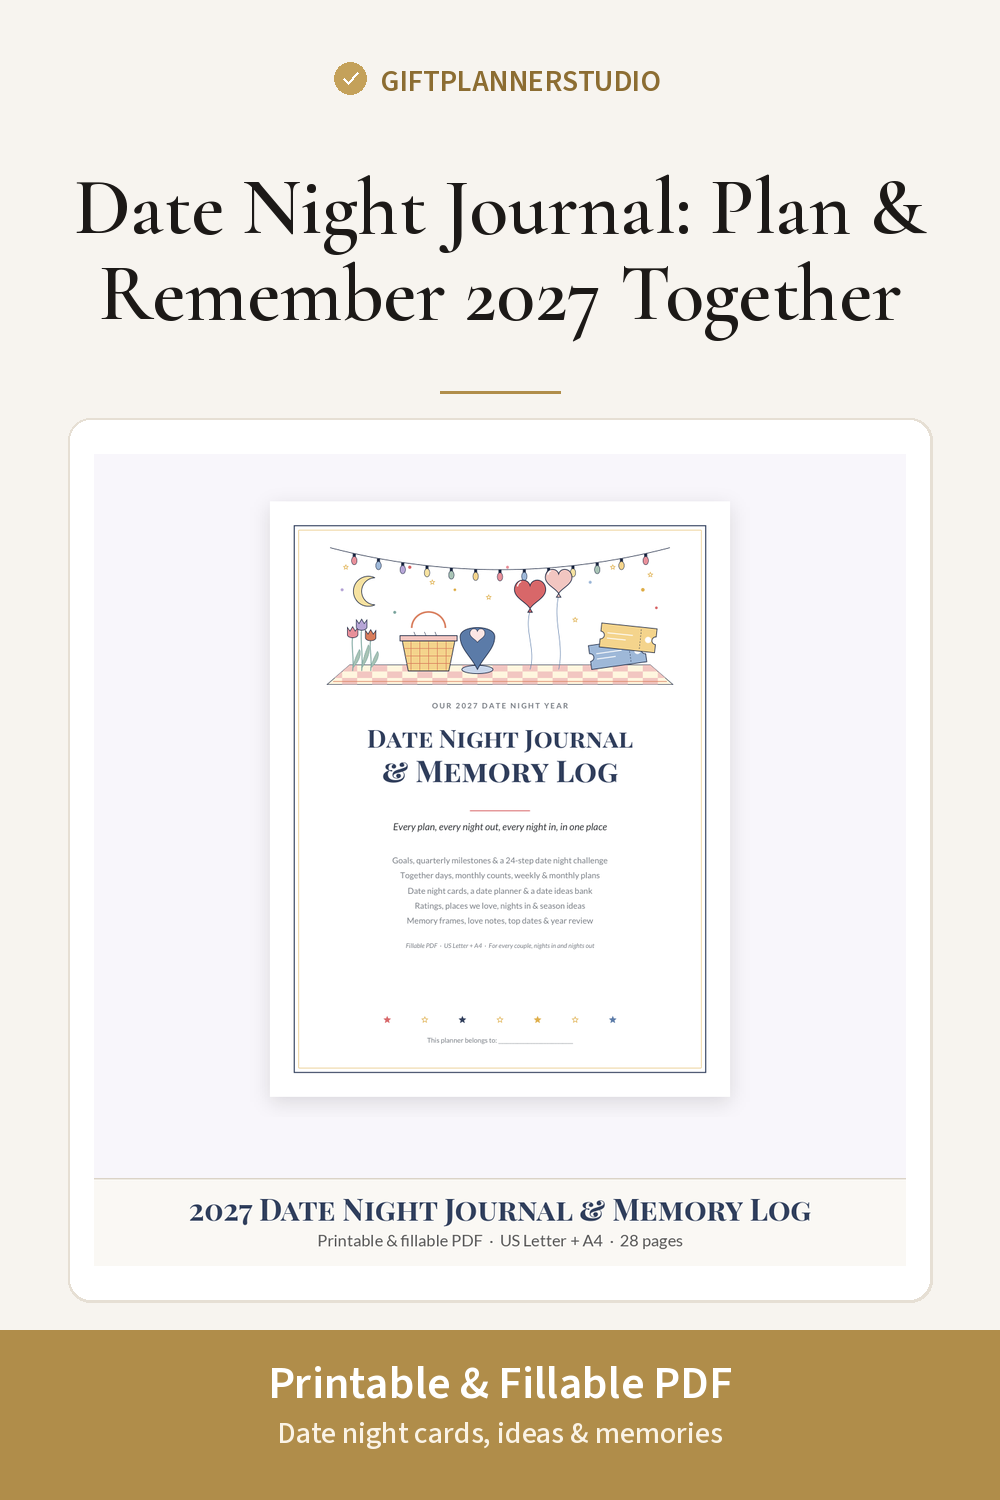 GIFTPLANNERSTUDIO
Date Night Journal: Plan &
Remember 2027 Together
OUR 2027 DATE NIGHT YEAR
DATE NIGHT JOURNAL
& MEMORY LOG
Every plan, every night out, every night in, in one place
Goals, quarterly milestones & a 24-step date night challenge
Together days, monthly counts, weekly & monthly plans
Date night cards, a date planner & a date ideas bank
Ratings, places we love, nights in & season ideas
Memory frames, love notes, top dates & year review
Fillable PDF · US Letter + A4 · For every couple, nights in and nights out
This planner belongs to: ____________________
2027 DATE NIGHT JOURNAL & MEMORY LOG
Printable & fillable PDF · US Letter + A4 · 28 pages
Printable & Fillable PDF
Date night cards, ideas & memories